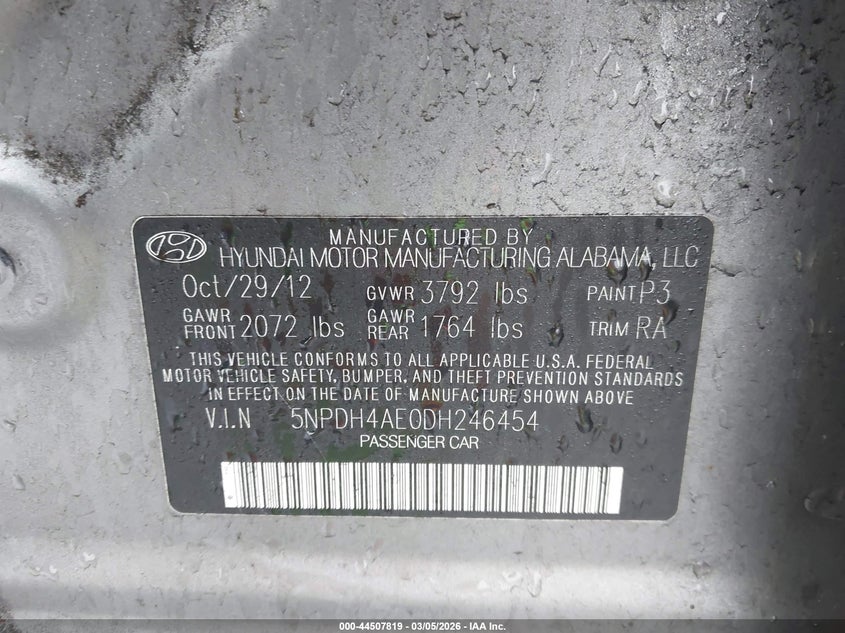 MANUFACTURED BY
HYUNDAI MOTOR MANUFACTURING ALABAMA, LLC
Oct/29/12 GVWR 3792 lbs PAINT P3
GAWR FRONT 2072 lbs GAWR REAR 1764 lbs TRIM RA
THIS VEHICLE CONFORMS TO ALL APPLICABLE U.S.A. FEDERAL
MOTOR VEHICLE SAFETY, BUMPER, AND THEFT PREVENTION STANDARDS
IN EFFECT ON THE DATE OF MANUFACTURE SHOWN ABOVE
V.I.N 5NPDH4AE0DH246454
PASSENGER CAR
000-44507819 - 03/05/2026 - IAA Inc.